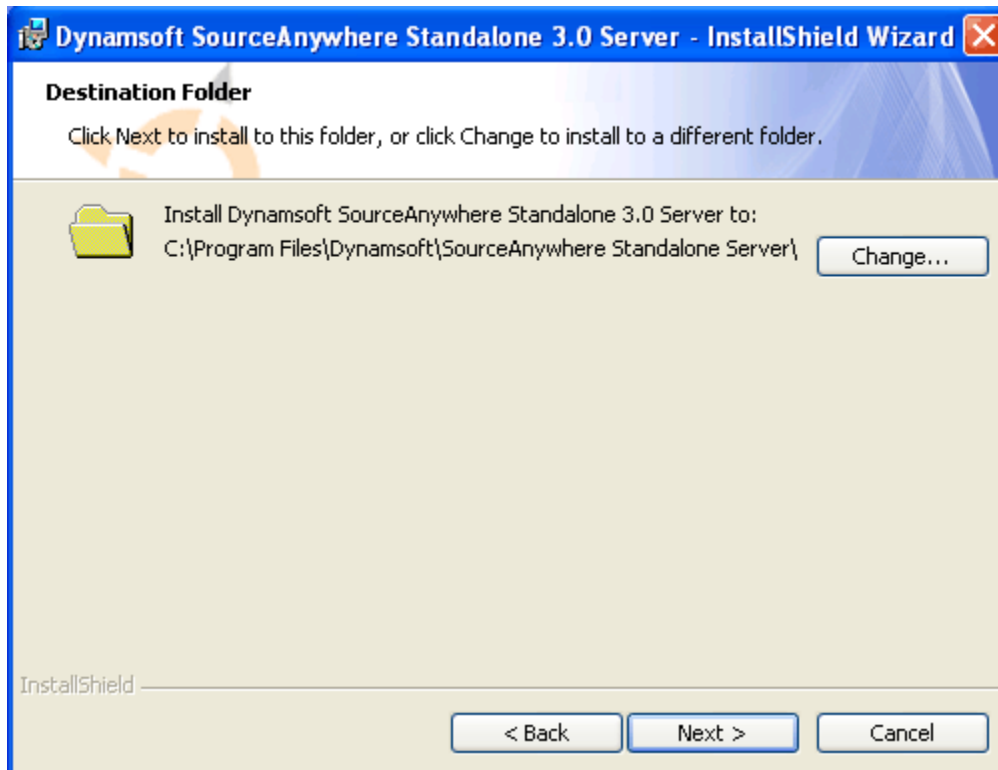 Dynamsoft SourceAnywhere Standalone 3.0 Server - InstallShield Wizard
Destination Folder
Click Next to install to this folder, or click Change to install to a different folder.
Install Dynamsoft SourceAnywhere Standalone 3.0 Server to:
C:\Program Files\Dynamsoft\SourceAnywhere Standalone Server\
Change...
InstallShield
< Back
Next >
Cancel